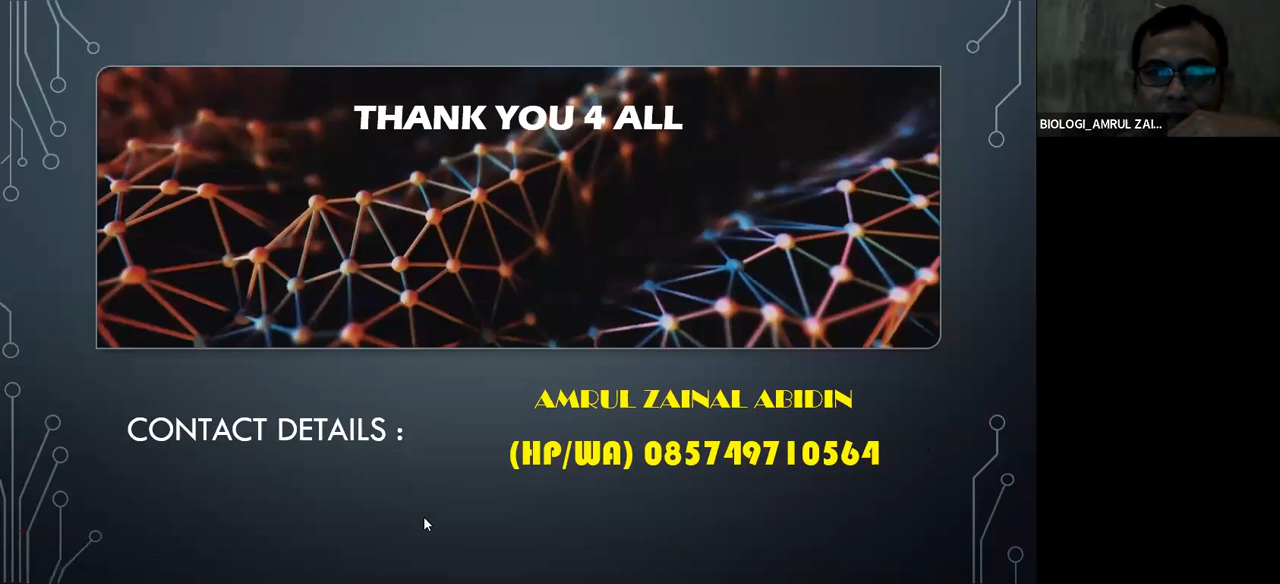 THANK YOU 4 ALL
BIOLOGI_AMRUL ZAI...
CONTACT DETAILS :
AMRUL ZAINAL ABIDIN
(HP/WA) 085749710564